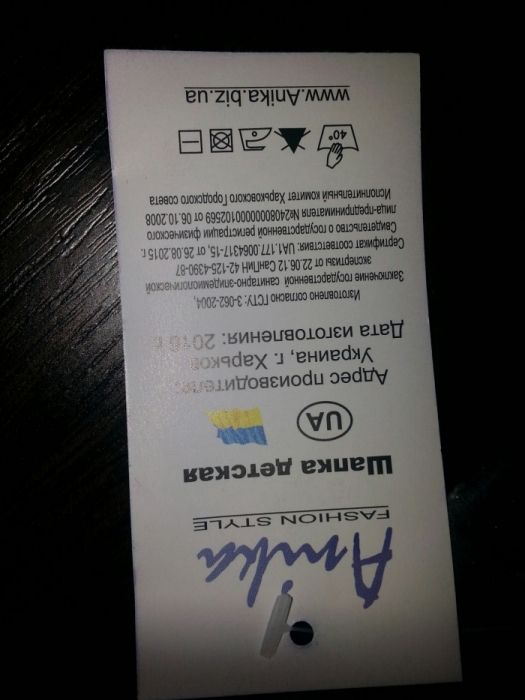 Anika
FASHION STYLE
Шапка детская
UA
Адрес производителя:
Украина, г. Харьков
Дата изготовления: 2016 г.
Изготовлено согласно ГСТУ: 3-062-2004,
Заключение государственной санитарно-эпидемиологической
экспертизы от 22.06.12 СанПиН 42-125-4390-87
Сертификат соответствия: UA1.177.0064317-15, от 26.08.2015 г.
Свидетельство о государственной регистрации физического
лица-предпринимателя №24080000000102569 от 06.10.2008
Исполнительный комитет Харьковского Городского совета
40°
www.Anika.biz.ua